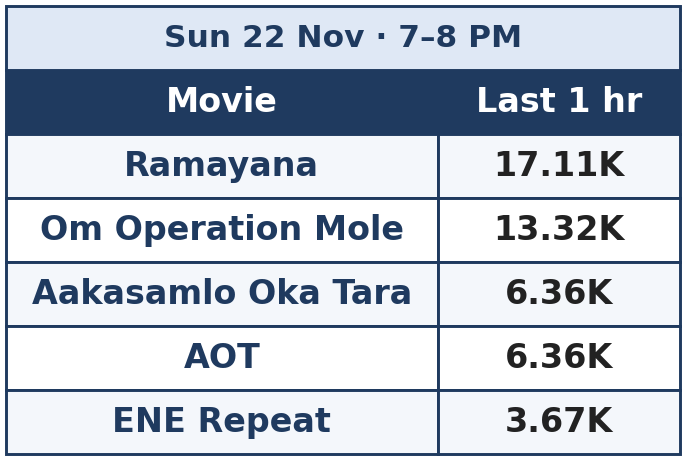 Sun 22 Nov · 7–8 PM
Movie Last 1 hr
Ramayana 17.11K
Om Operation Mole 13.32K
Aakasamlo Oka Tara 6.36K
AOT 6.36K
ENE Repeat 3.67K